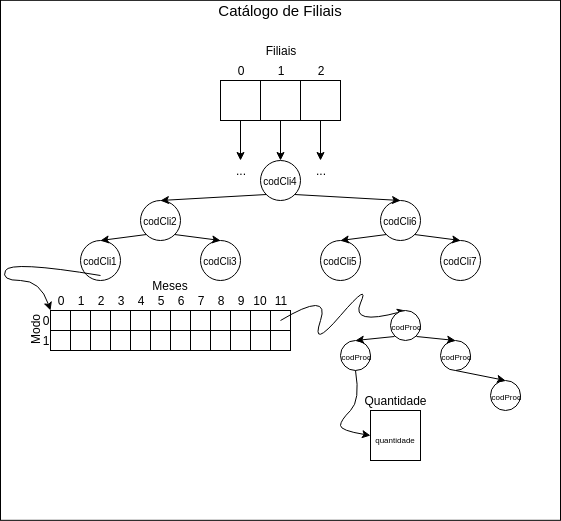 Catálogo de Filiais
Filiais
0 1 2
... ...
codCli4
codCli2 codCli6
codCli1 codCli3 codCli5 codCli7
Meses
0 1 2 3 4 5 6 7 8 9 10 11
Modo
0
1
codProd
codProd codProd
codProd
Quantidade
quantidade